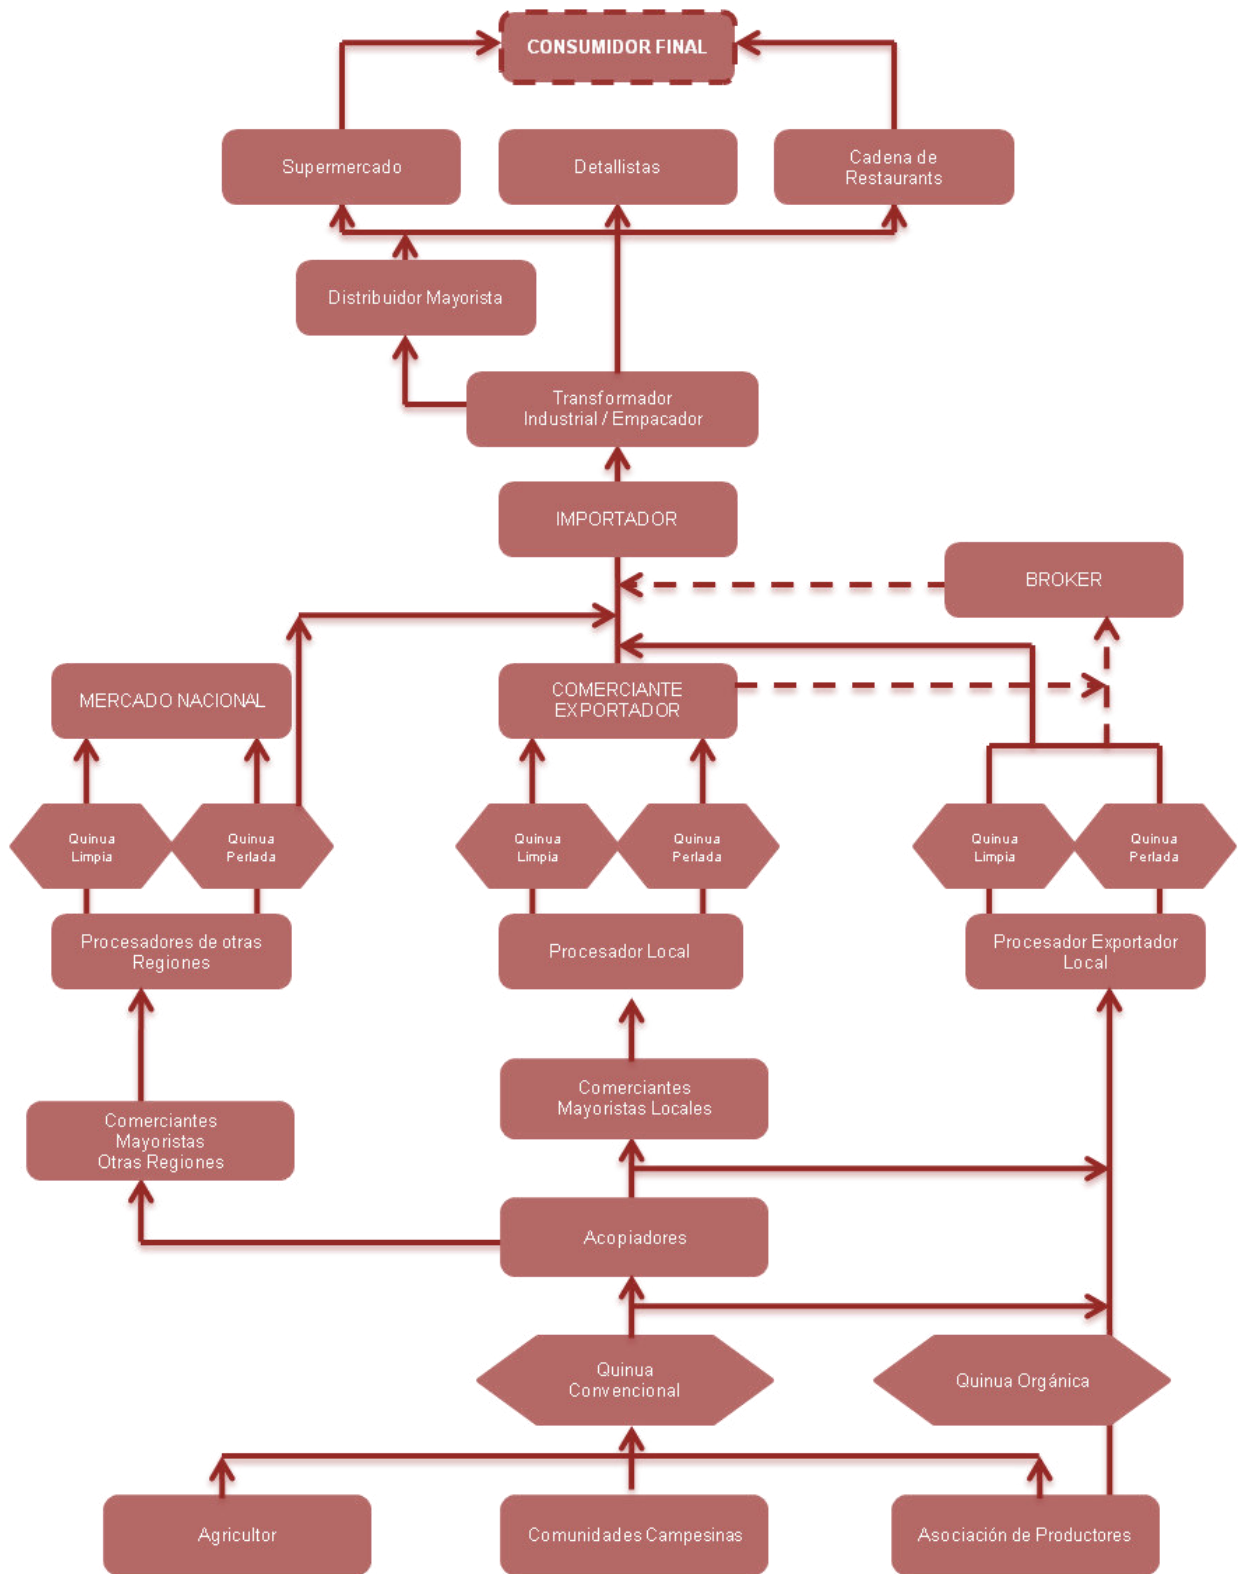 CONSUMIDOR FINAL
Supermercado
Detallistas
Cadena de
Restaurants
Distribuidor Mayorista
Transformador
Industrial / Empacador
IMPORTADOR
BROKER
MERCADO NACIONAL
COMERCIANTE
EXPORTADOR
Quinua
Limpia
Quinua
Perlada
Quinua
Limpia
Quinua
Perlada
Quinua
Limpia
Quinua
Perlada
Procesadores de otras
Regiones
Procesador Local
Procesador Exportador
Local
Comerciantes
Mayoristas Locales
Comerciantes
Mayoristas
Otras Regiones
Acopiadores
Quinua
Convencional
Quinua Orgánica
Agricultor
Comunidades Campesinas
Asociación de Productores